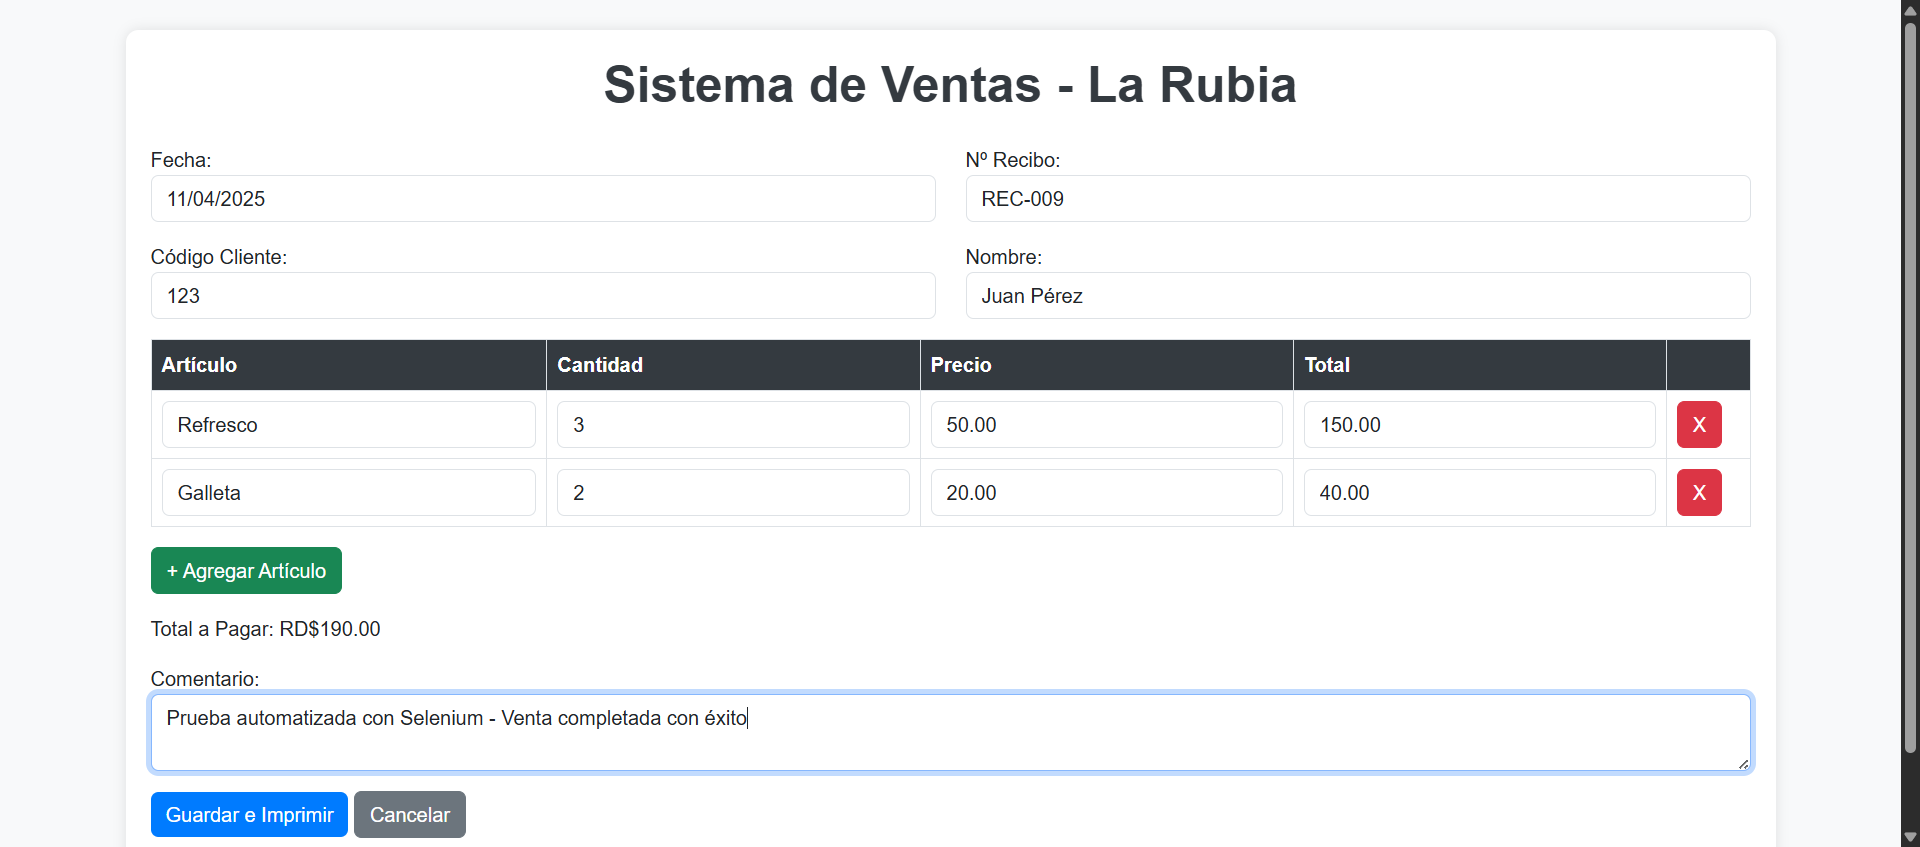 Sistema de Ventas - La Rubia
Fecha: Nº Recibo:
11/04/2025 REC-009
Código Cliente: Nombre:
123 Juan Pérez
Artículo Cantidad Precio Total
Refresco 3 50.00 150.00 X
Galleta 2 20.00 40.00 X
+ Agregar Artículo
Total a Pagar: RD$190.00
Comentario:
Prueba automatizada con Selenium - Venta completada con éxito
Guardar e Imprimir Cancelar